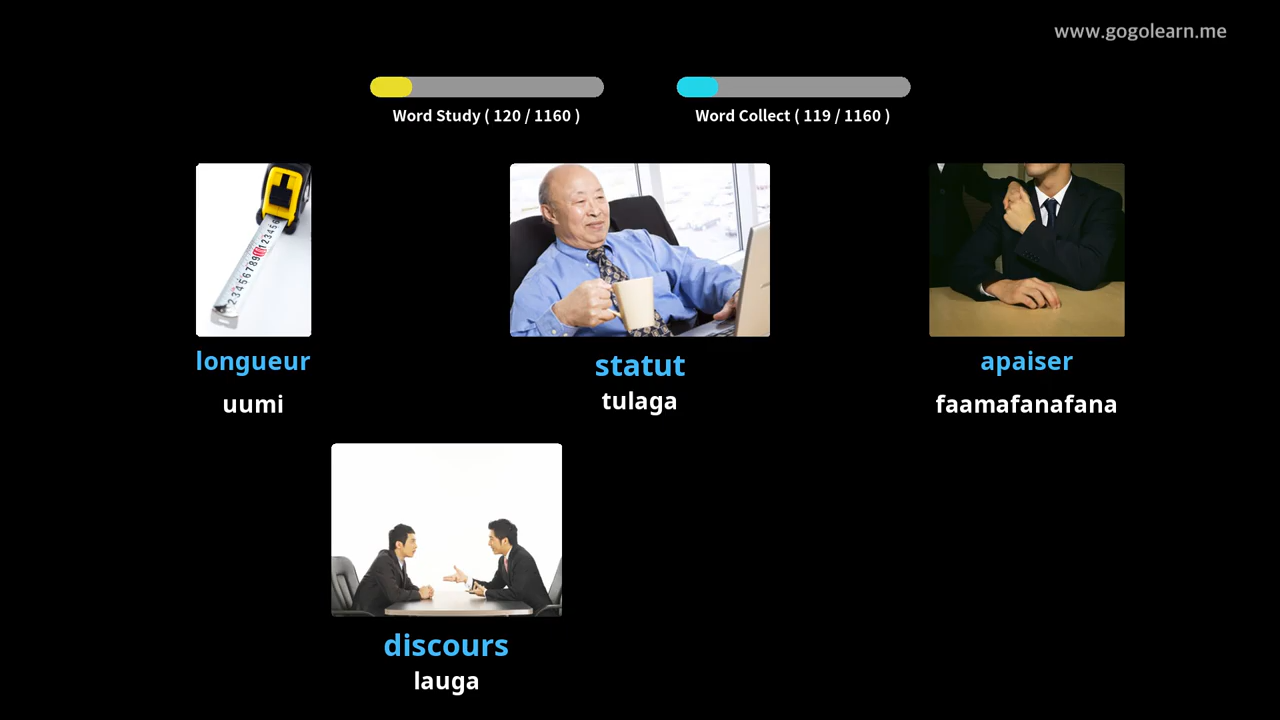 www.gogolearn.me
Word Study ( 120 / 1160 )
Word Collect ( 119 / 1160 )
longueur
uumi
statut
tulaga
apaiser
faamafanafana
discours
lauga